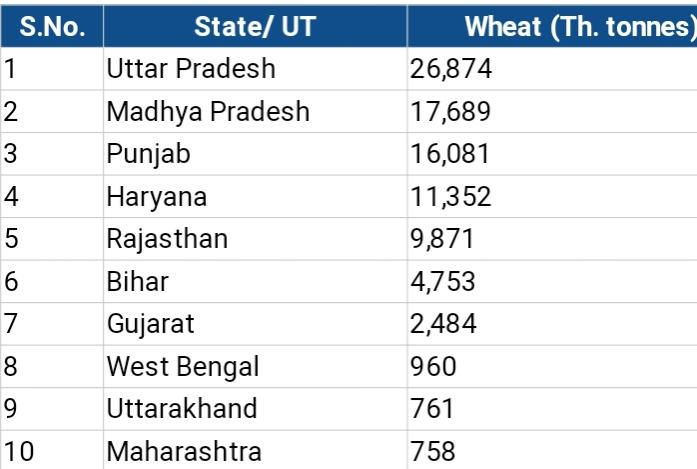 S.No. State/ UT Wheat (Th. tonnes)
1 Uttar Pradesh 26,874
2 Madhya Pradesh 17,689
3 Punjab 16,081
4 Haryana 11,352
5 Rajasthan 9,871
6 Bihar 4,753
7 Gujarat 2,484
8 West Bengal 960
9 Uttarakhand 761
10 Maharashtra 758